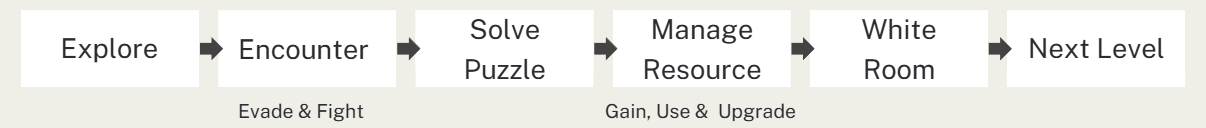 Explore
Encounter
Solve
Puzzle
Manage
Resource
White
Room
Next Level
Evade & Fight
Gain, Use & Upgrade